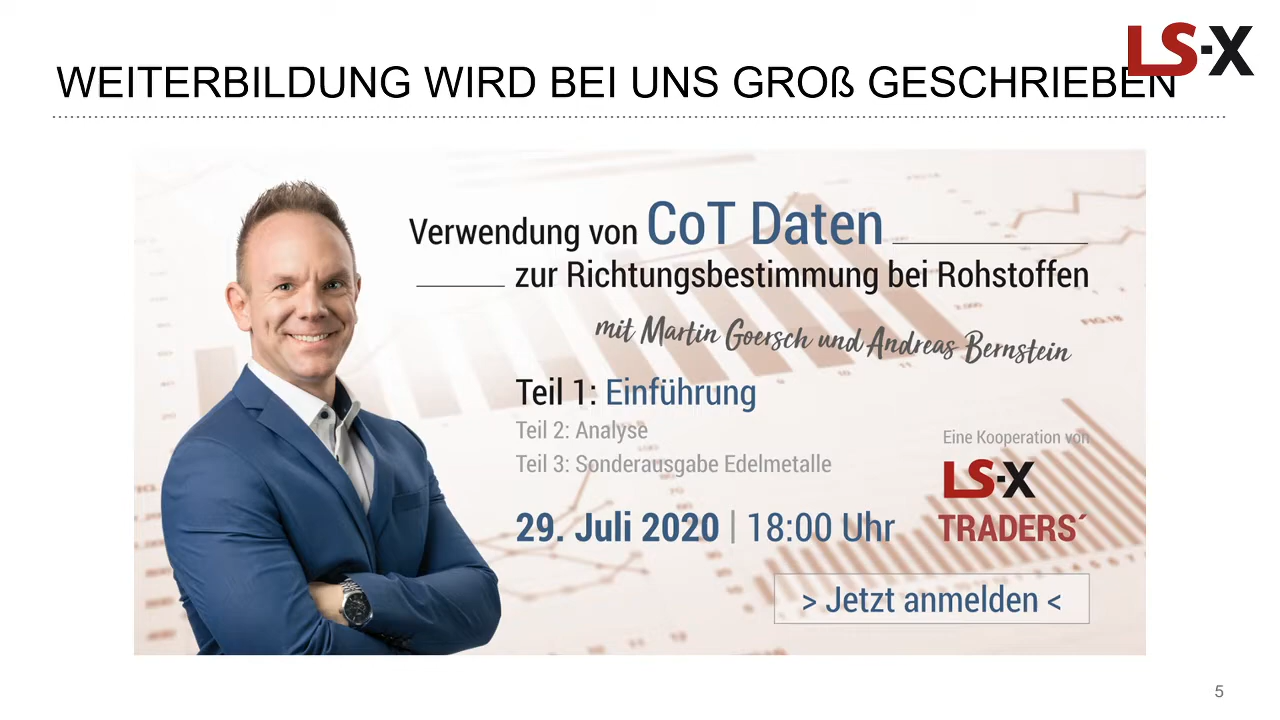 LS-X
WEITERBILDUNG WIRD BEI UNS GROß GESCHRIEBEN
Verwendung von CoT Daten
zur Richtungsbestimmung bei Rohstoffen
mit Martin Goersch und Andreas Bernstein
Teil 1: Einführung
Teil 2: Analyse
Teil 3: Sonderausgabe Edelmetalle
29. Juli 2020 | 18:00 Uhr
Eine Kooperation von
LS-X
TRADERS´
> Jetzt anmelden <
FIG.18
5